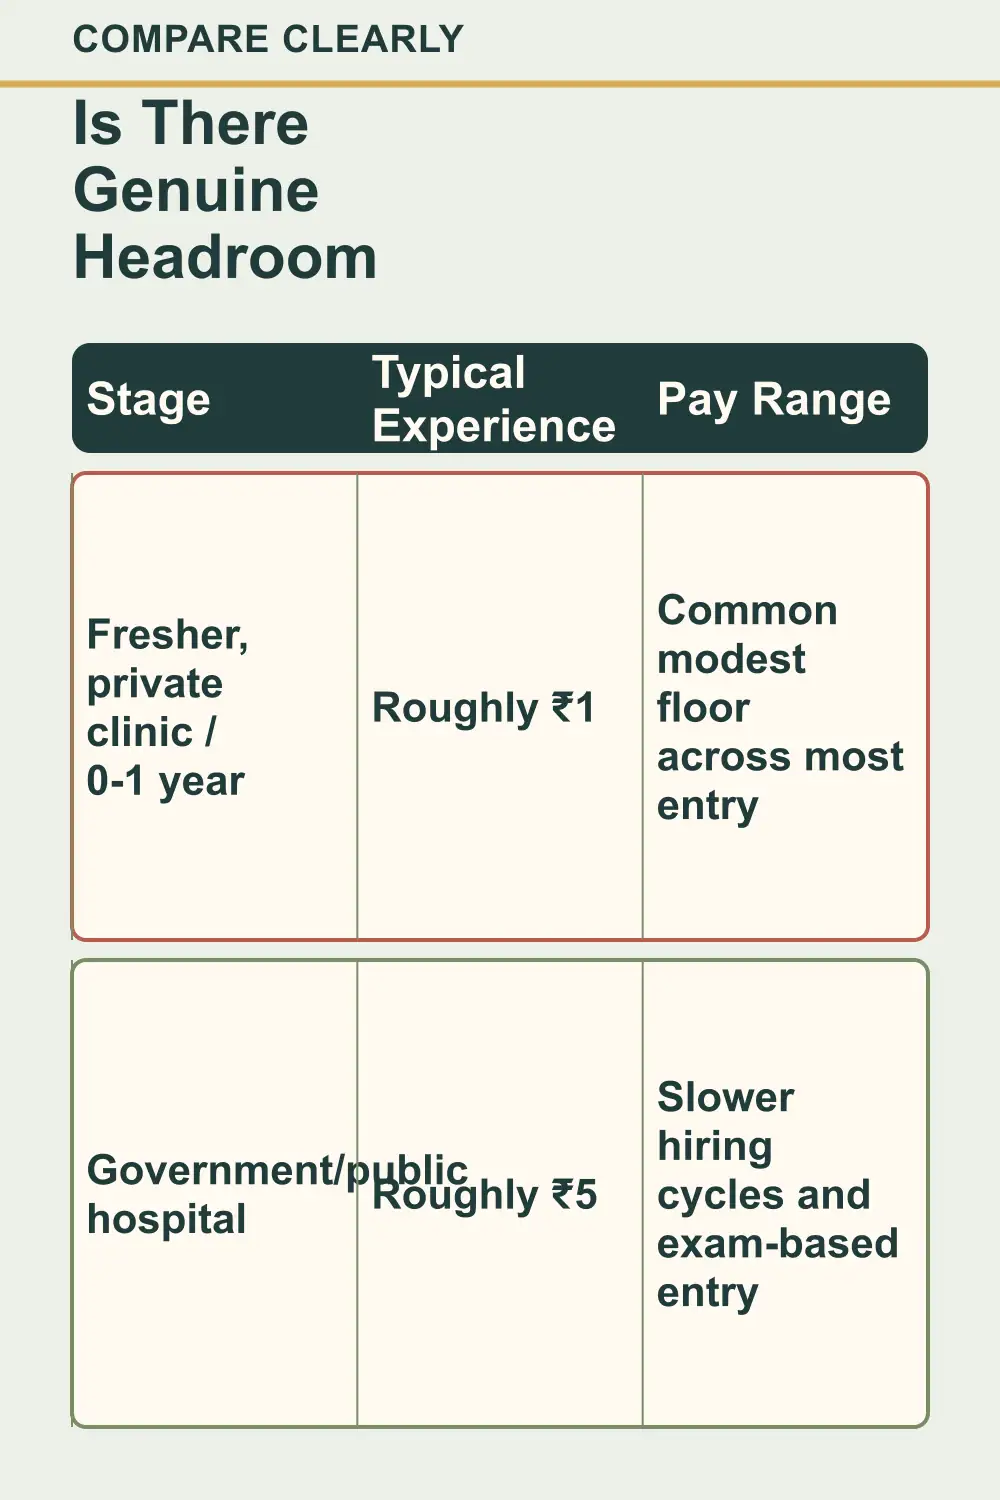 COMPARE CLEARLY
Is There
Genuine
Headroom
Stage
Typical
Experience
Pay Range
Fresher,
private
clinic /
0-1 year
Roughly ₹1
Common
modest
floor
across most
entry
Government/public
hospital
Roughly ₹5
Slower
hiring
cycles and
exam-based
entry